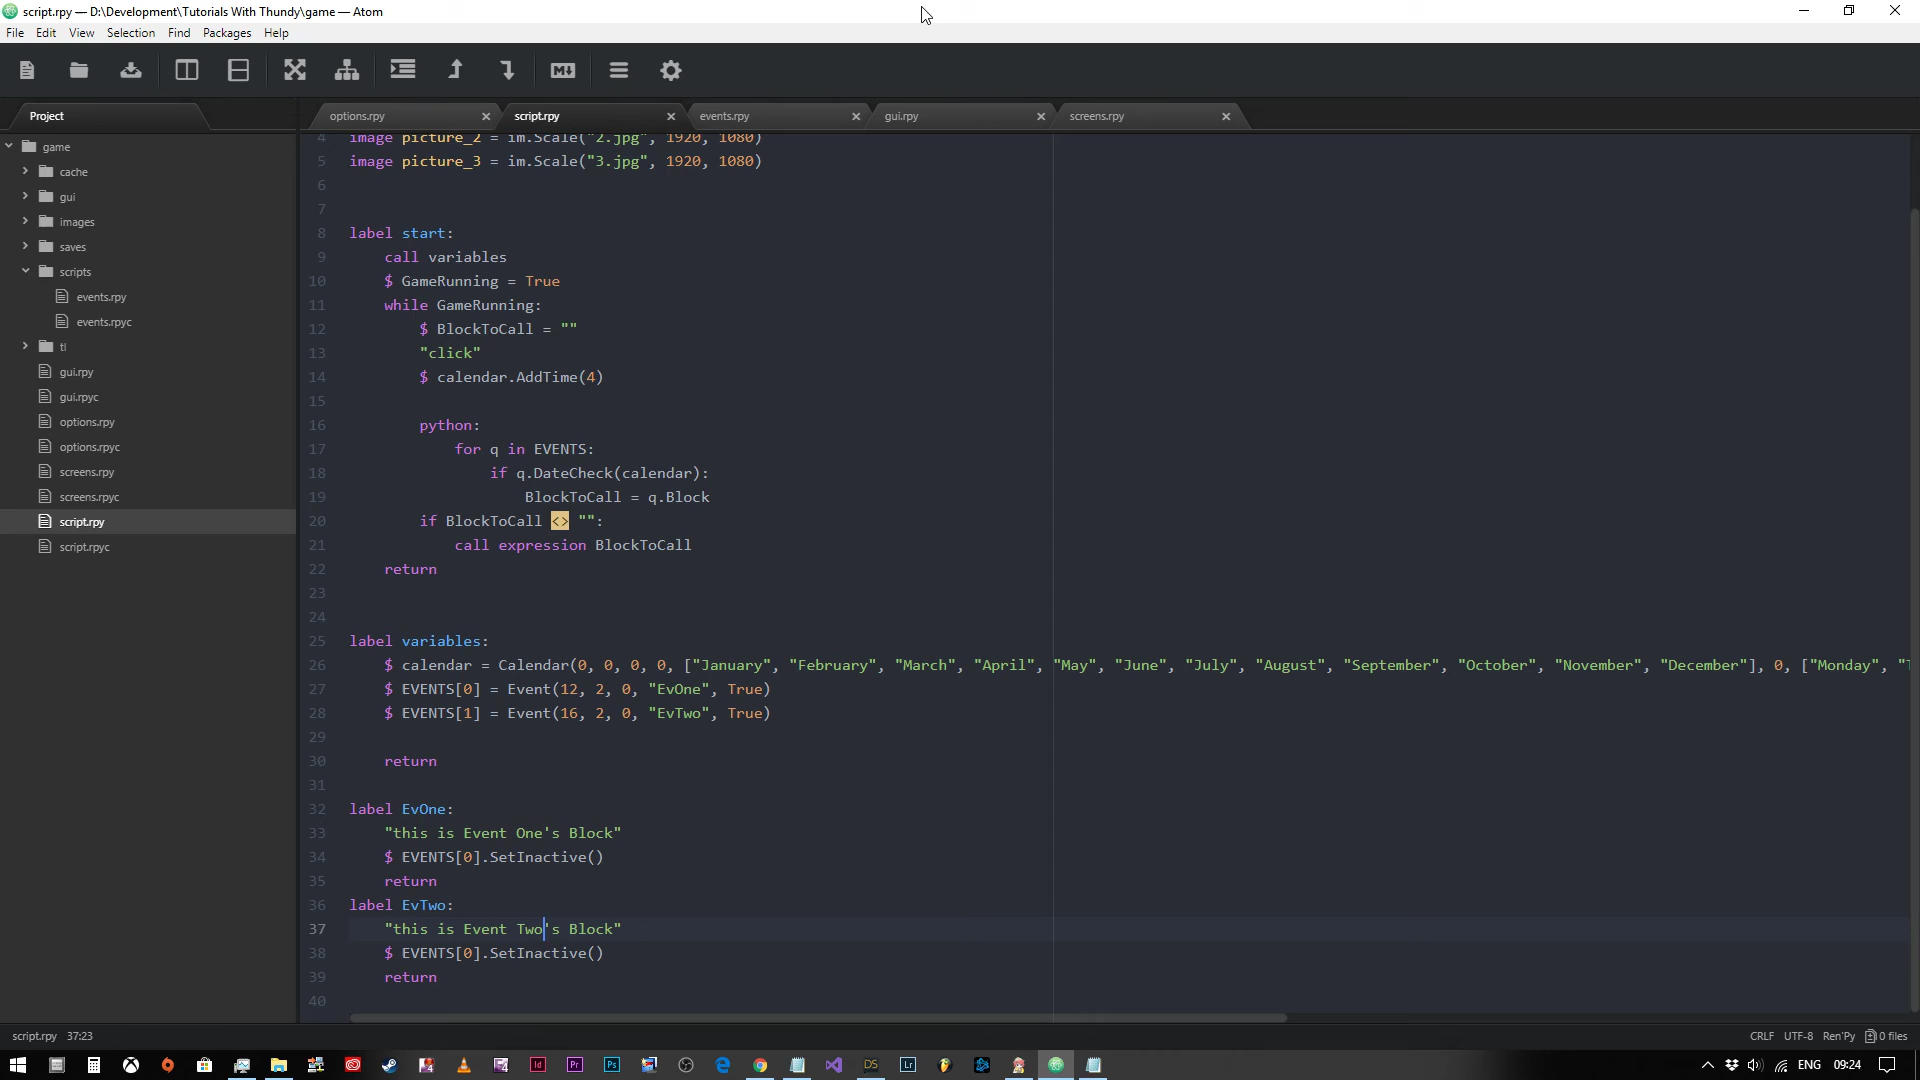 script.rpy — D:\Development\Tutorials With Thundy\game — Atom
File Edit View Selection Find Packages Help
Project
options.rpy script.rpy events.rpy gui.rpy screens.rpy
game
cache
gui
images
saves
scripts
events.rpy
events.rpyc
tl
gui.rpy
gui.rpyc
options.rpy
options.rpyc
screens.rpy
screens.rpyc
script.rpy
script.rpyc
4 image picture_2 = im.Scale("2.jpg", 1920, 1080)
5 image picture_3 = im.Scale("3.jpg", 1920, 1080)
6
7
8 label start:
9 call variables
10 $ GameRunning = True
11 while GameRunning:
12 $ BlockToCall = ""
13 "click"
14 $ calendar.AddTime(4)
15
16 python:
17 for q in EVENTS:
18 if q.DateCheck(calendar):
19 BlockToCall = q.Block
20 if BlockToCall <> "":
21 call expression BlockToCall
22 return
23
24
25 label variables:
26 $ calendar = Calendar(0, 0, 0, 0, ["January", "February", "March", "April", "May", "June", "July", "August", "September", "October", "November", "December"], 0, ["Monday", "T
27 $ EVENTS[0] = Event(12, 2, 0, "EvOne", True)
28 $ EVENTS[1] = Event(16, 2, 0, "EvTwo", True)
29
30 return
31
32 label EvOne:
33 "this is Event One's Block"
34 $ EVENTS[0].SetInactive()
35 return
36 label EvTwo:
37 "this is Event Two's Block"
38 $ EVENTS[0].SetInactive()
39 return
40
script.rpy 37:23
CRLF UTF-8 Ren'Py 0 files
Id Pr Ps DS Lr
ENG 09:24